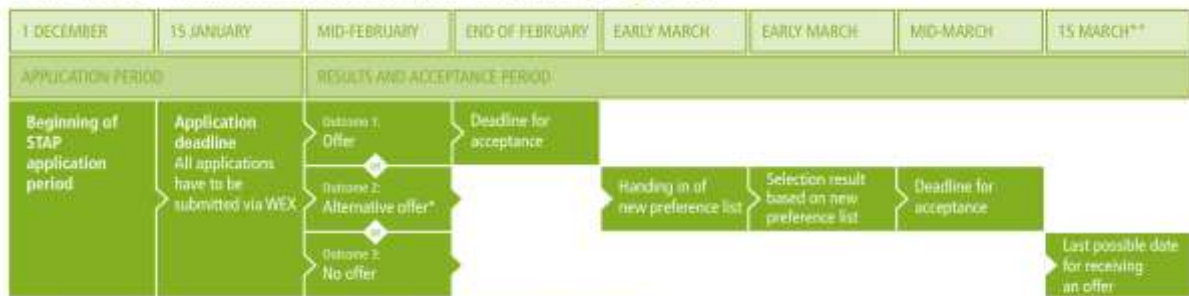 1 DECEMBER
15 JANUARY
MID-FEBRUARY
END OF FEBRUARY
EARLY MARCH
EARLY MARCH
MID-MARCH
15 MARCH**
APPLICATION PERIOD
RESULTS AND ACCEPTANCE PERIOD
Beginning of
STAP
application
period
Application
deadline
All applications
have to be
submitted via WEX
Outcome 1:
Offer
or
Outcome 2:
Alternative offer*
or
Outcome 3:
No offer
Deadline for
acceptance
Handing in of
new preference list
Selection result
based on new
preference list
Deadline for
acceptance
Last possible date
for receiving
an offer